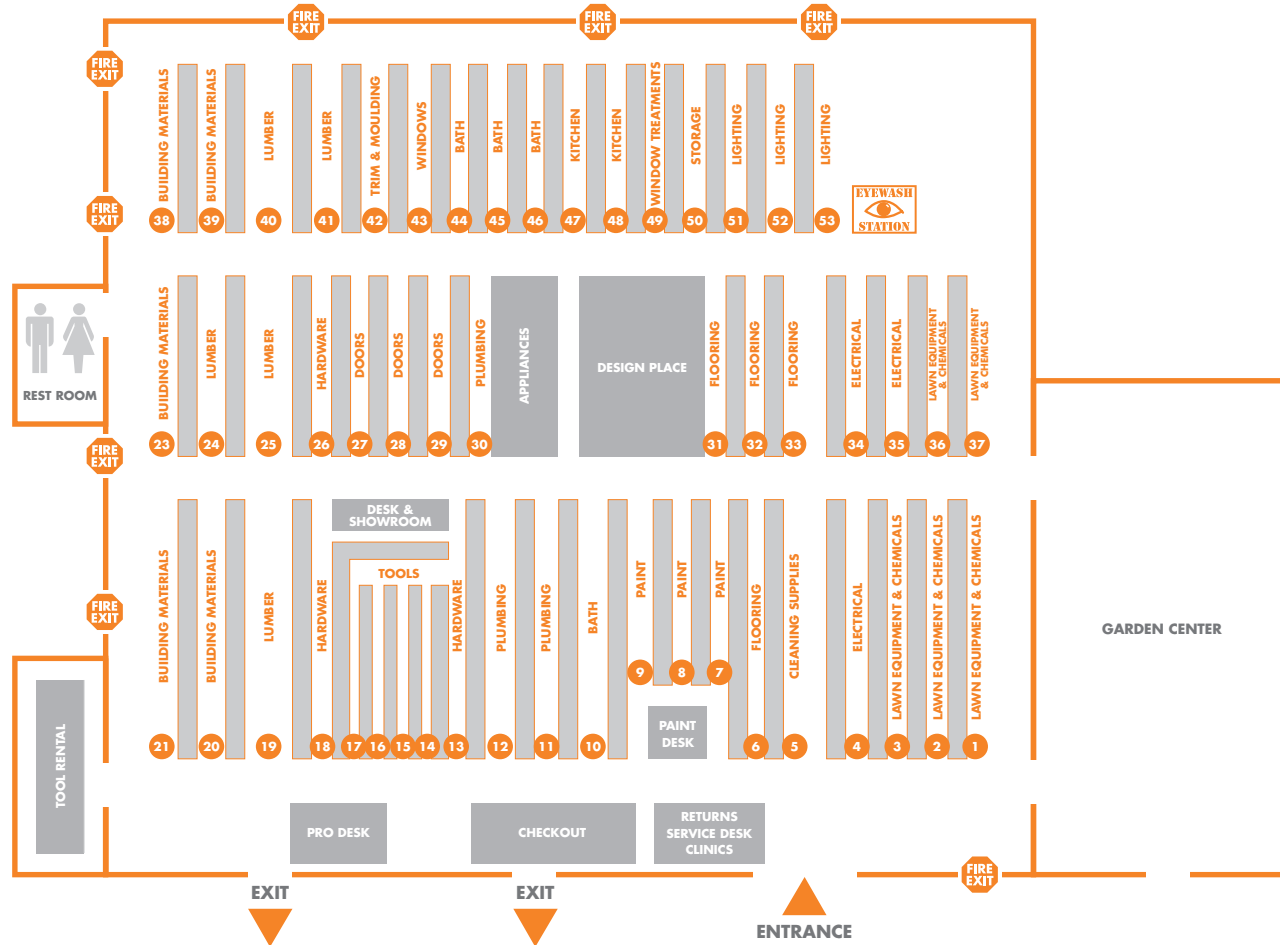 FIRE
EXIT
FIRE
EXIT
FIRE
EXIT
FIRE
EXIT
BUILDING MATERIALS
BUILDING MATERIALS
LUMBER
LUMBER
TRIM & MOULDING
WINDOWS
BATH
BATH
BATH
KITCHEN
KITCHEN
WINDOW TREATMENTS
STORAGE
LIGHTING
LIGHTING
LIGHTING
EYEWASH
STATION
FIRE
EXIT
38
39
40
41
42
43
44
45
46
47
48
49
50
51
52
53
REST ROOM
BUILDING MATERIALS
LUMBER
LUMBER
HARDWARE
DOORS
DOORS
DOORS
PLUMBING
APPLIANCES
DESIGN PLACE
FLOORING
FLOORING
FLOORING
ELECTRICAL
ELECTRICAL
LAWN EQUIPMENT
& CHEMICALS
LAWN EQUIPMENT
& CHEMICALS
23
24
25
26
27
28
29
30
31
32
33
34
35
36
37
FIRE
EXIT
DESK &
SHOWROOM
TOOLS
BUILDING MATERIALS
BUILDING MATERIALS
LUMBER
HARDWARE
HARDWARE
PLUMBING
PLUMBING
BATH
PAINT
PAINT
PAINT
FLOORING
CLEANING SUPPLIES
ELECTRICAL
LAWN EQUIPMENT & CHEMICALS
LAWN EQUIPMENT & CHEMICALS
LAWN EQUIPMENT & CHEMICALS
FIRE
EXIT
GARDEN CENTER
9
8
7
PAINT
DESK
21
20
19
18
17
16
15
14
13
12
11
10
6
5
4
3
2
1
TOOL RENTAL
PRO DESK
CHECKOUT
RETURNS
SERVICE DESK
CLINICS
FIRE
EXIT
EXIT
EXIT
ENTRANCE